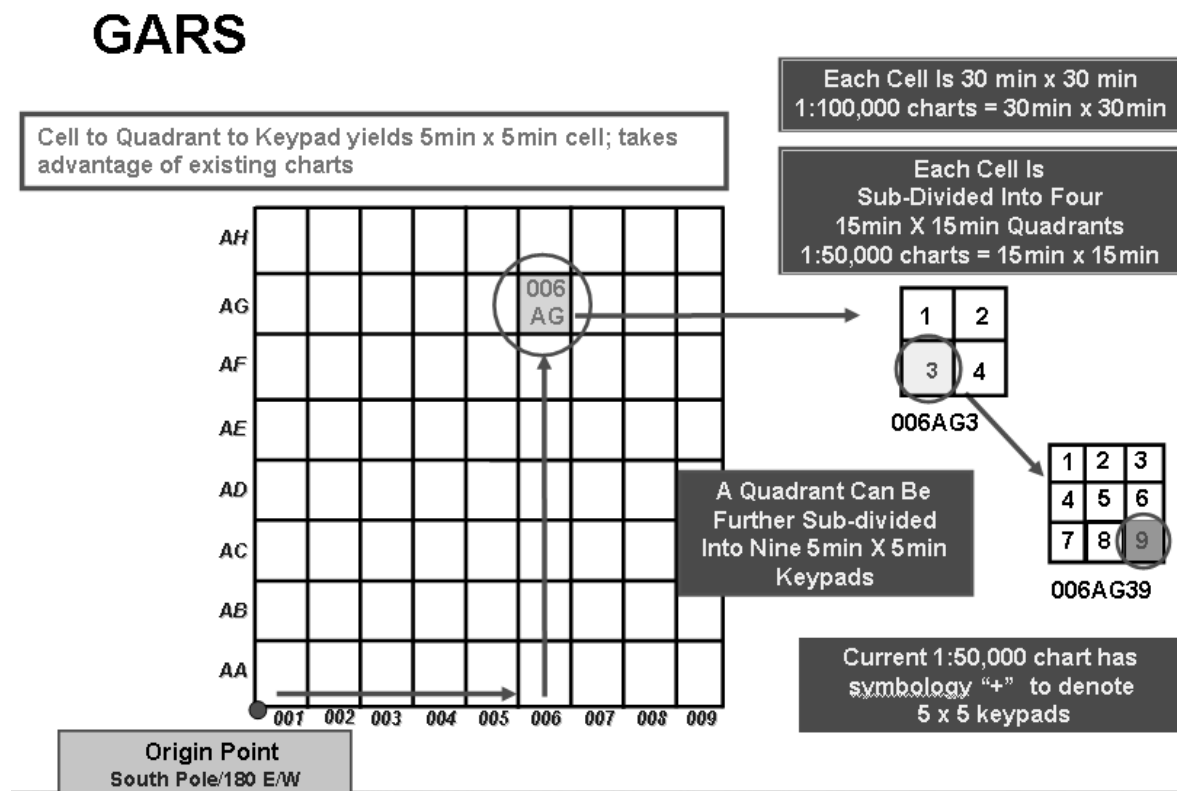 GARS
Each Cell Is 30 min x 30 min
1:100,000 charts = 30min x 30min
Cell to Quadrant to Keypad yields 5min x 5min cell; takes
advantage of existing charts
Each Cell Is
Sub-Divided Into Four
15min X 15min Quadrants
1:50,000 charts = 15min x 15min
AH
AG
AF
AE
AD
AC
AB
AA
006
AG
001 002 003 004 005 006 007 008 009
1 2
3 4
006AG3
1 2 3
4 5 6
7 8 9
006AG39
A Quadrant Can Be
Further Sub-divided
Into Nine 5min X 5min
Keypads
Current 1:50,000 chart has
symbology “+” to denote
5 x 5 keypads
Origin Point
South Pole/180 E/W